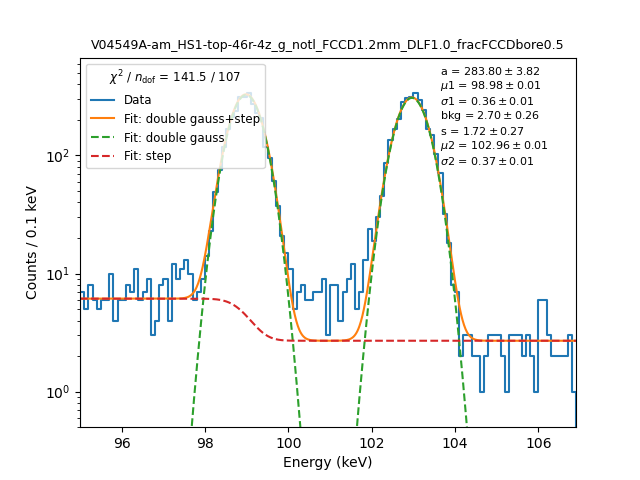 V04549A-am_HS1-top-46r-4z_g_notl_FCCD1.2mm_DLF1.0_fracFCCDbore0.5
χ² / n_dof = 141.5 / 107
Data
Fit: double gauss+step
Fit: double gauss
Fit: step
a = 283.80 ± 3.82
μ1 = 98.98 ± 0.01
σ1 = 0.36 ± 0.01
bkg = 2.70 ± 0.26
s = 1.72 ± 0.27
μ2 = 102.96 ± 0.01
σ2 = 0.37 ± 0.01
Counts / 0.1 keV
10²
10¹
10⁰
96 98 100 102 104 106
Energy (keV)